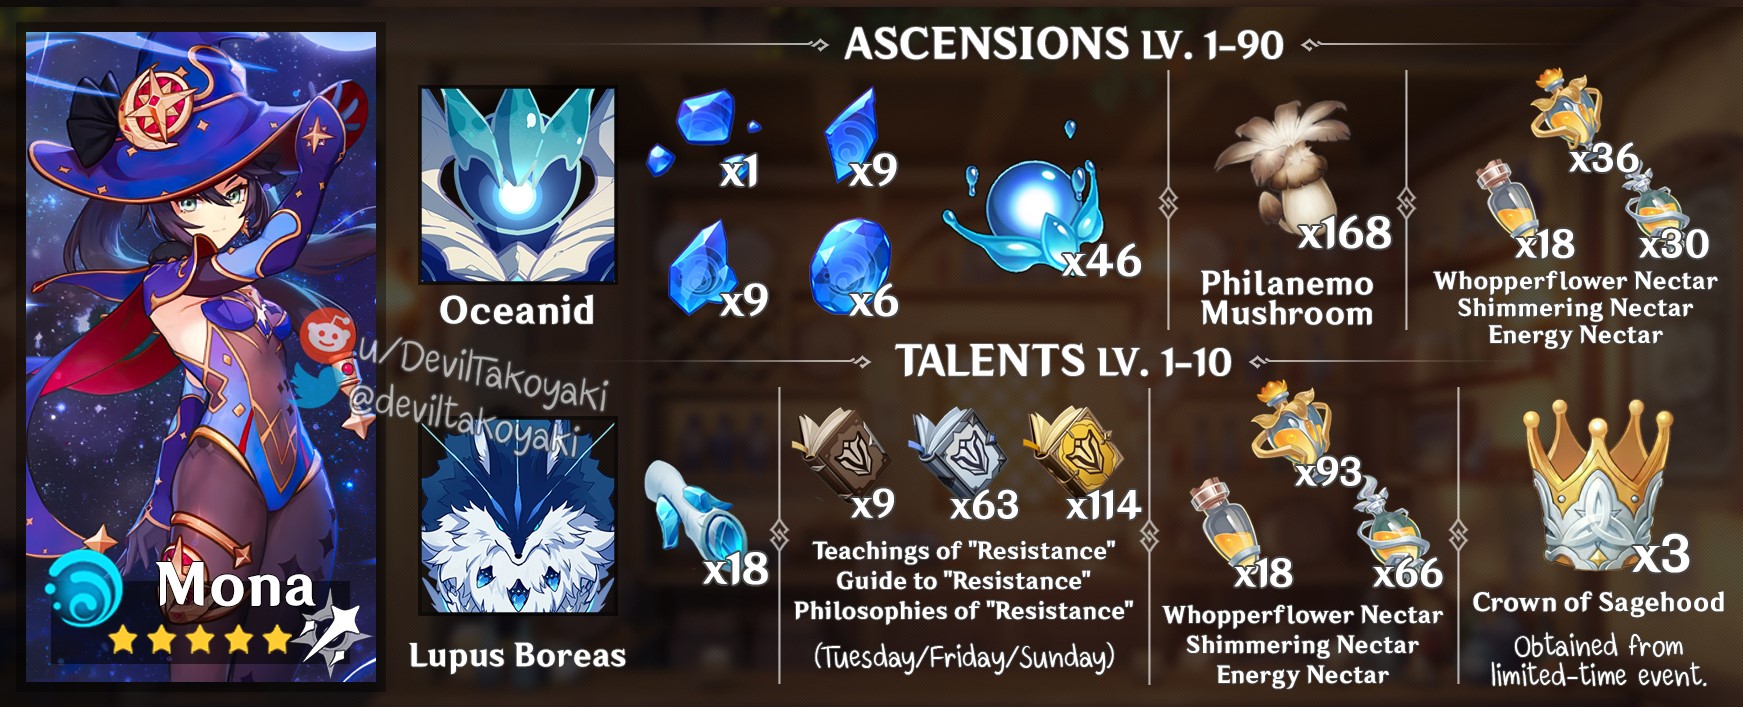 ASCENSIONS LV. 1-90
x1
x9
x9
x6
x46
Oceanid
x168
Philanemo
Mushroom
x36
x18
x30
Whopperflower Nectar
Shimmering Nectar
Energy Nectar
u/DevilTakoyaki
@deviltakoyaki
TALENTS LV. 1-10
Lupus Boreas
x18
x9
x63
x114
Teachings of "Resistance"
Guide to "Resistance"
Philosophies of "Resistance"
(Tuesday/Friday/Sunday)
x93
x18
x66
Whopperflower Nectar
Shimmering Nectar
Energy Nectar
x3
Crown of Sagehood
Obtained from
limited-time event.
Mona